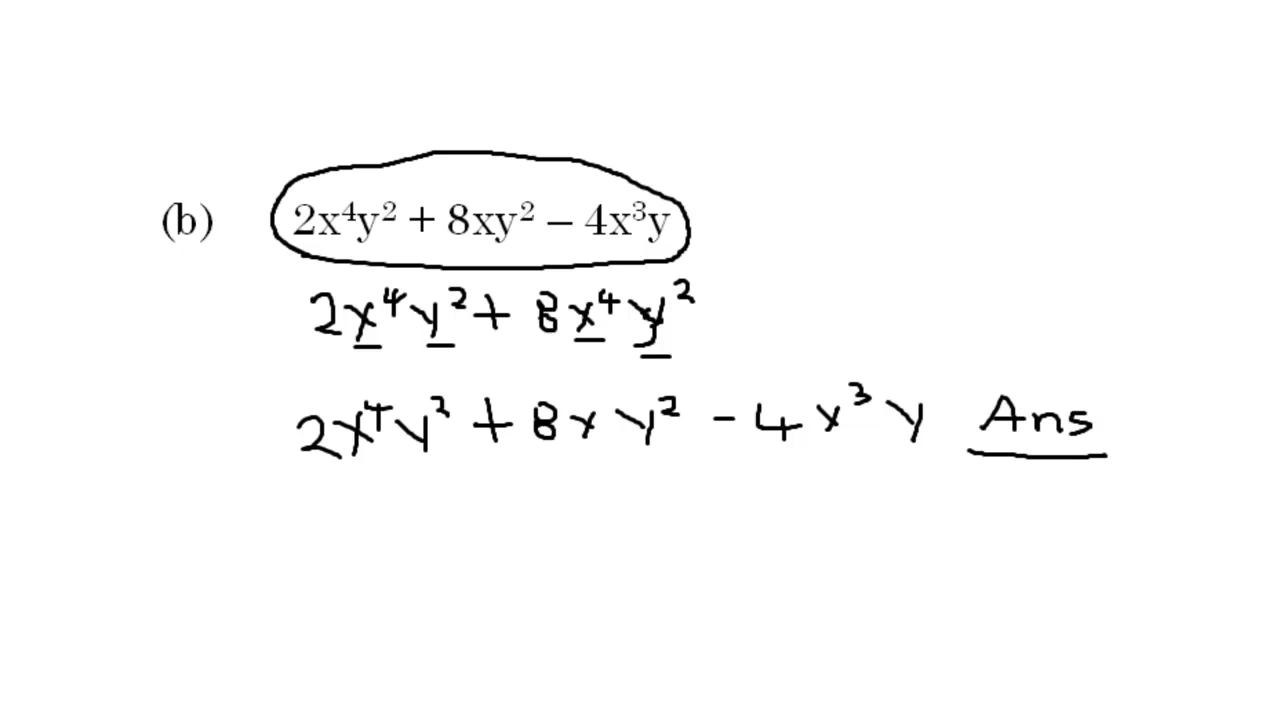 (b) 2x⁴y² + 8xy² – 4x³y
2x⁴y² + 8x⁴y²
2x⁴y² + 8xy² - 4x³y Ans